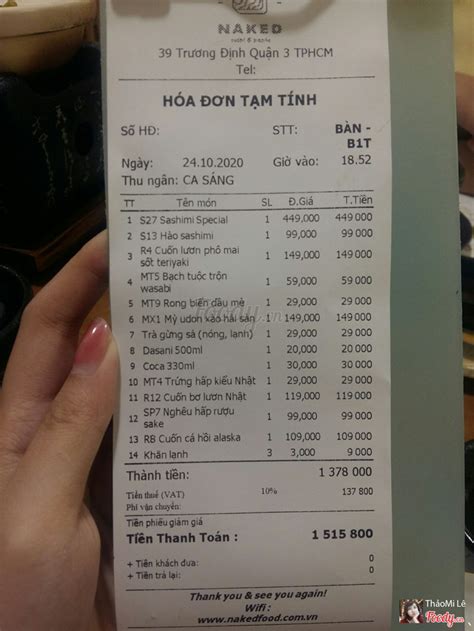 NAKED
39 Trương Định Quận 3 TPHCM
Tel:
HÓA ĐƠN TẠM TÍNH
Số HĐ: STT: BÀN - B1T
Ngày: 24.10.2020 Giờ vào: 18.52
Thu ngân: CA SÁNG
TT Tên món SL Đ.Giá T.Tiền
1 S27 Sashimi Special 1 449,000 449 000
2 S13 Hào sashimi 1 99,000 99 000
3 R4 Cuốn lươn phô mai sốt teriyaki 1 149,000 149 000
4 MT5 Bạch tuộc trộn wasabi 1 59,000 59 000
5 MT9 Rong biển dầu mè 1 29,000 29 000
6 MX1 Mỳ udon xào hải sản 1 149,000 149 000
7 Trà gừng sả (nóng, lạnh) 1 29,000 29 000
8 Dasani 500ml 1 29,000 29 000
9 Coca 330ml 1 30,000 30 000
10 MT4 Trứng hấp kiểu Nhật 1 29,000 29 000
11 R12 Cuốn bơ lươn Nhật 1 119,000 119 000
12 SP7 Nghêu hấp rượu sake 1 99,000 99 000
13 R8 Cuốn cá hồi alaska 1 109,000 109 000
14 Khăn lạnh 3 3,000 9 000
Thành tiền: 1 378 000
Tiền thuế (VAT) 10% 137 800
Phí vận chuyển:
Tiền phiếu giảm giá
Tiền Thanh Toán : 1 515 800
+ Tiền khách đưa: 0
+ Tiền trả lại: 0
Thank you & see you again!
Wifi :
www.nakedfood.com.vn
Foody.vn
ThảoMi Lê
Foody.vn